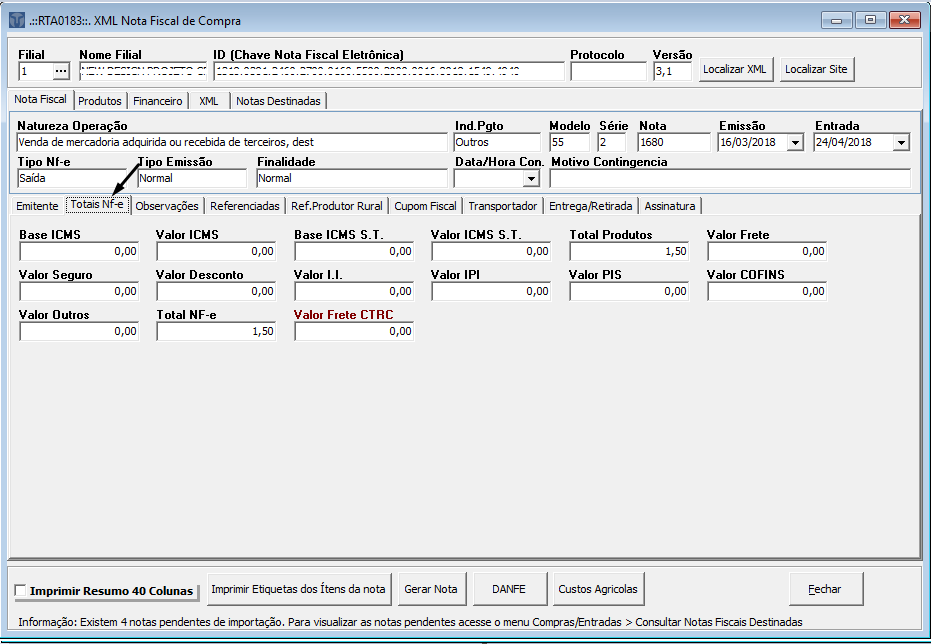 .::RTA0183::. XML Nota Fiscal de Compra
Filial Nome Filial ID (Chave Nota Fiscal Eletrônica) Protocolo Versão
1 ... 3,1 Localizar XML Localizar Site
Nota Fiscal Produtos Financeiro XML Notas Destinadas
Natureza Operação Ind.Pgto Modelo Série Nota Emissão Entrada
Venda de mercadoria adquirida ou recebida de terceiros, dest Outros 55 2 1680 16/03/2018 24/04/2018
Tipo Nf-e Tipo Emissão Finalidade Data/Hora Con. Motivo Contingencia
Saída Normal Normal
Emitente Totais Nf-e Observações Referenciadas Ref.Produtor Rural Cupom Fiscal Transportador Entrega/Retirada Assinatura
Base ICMS Valor ICMS Base ICMS S.T. Valor ICMS S.T. Total Produtos Valor Frete
0,00 0,00 0,00 0,00 1,50 0,00
Valor Seguro Valor Desconto Valor I.I. Valor IPI Valor PIS Valor COFINS
0,00 0,00 0,00 0,00 0,00 0,00
Valor Outros Total NF-e Valor Frete CTRC
0,00 1,50 0,00
Imprimir Resumo 40 Colunas Imprimir Etiquetas dos Ítens da nota Gerar Nota DANFE Custos Agricolas Fechar
Informação: Existem 4 notas pendentes de importação. Para visualizar as notas pendentes acesse o menu Compras/Entradas > Consultar Notas Fiscais Destinadas